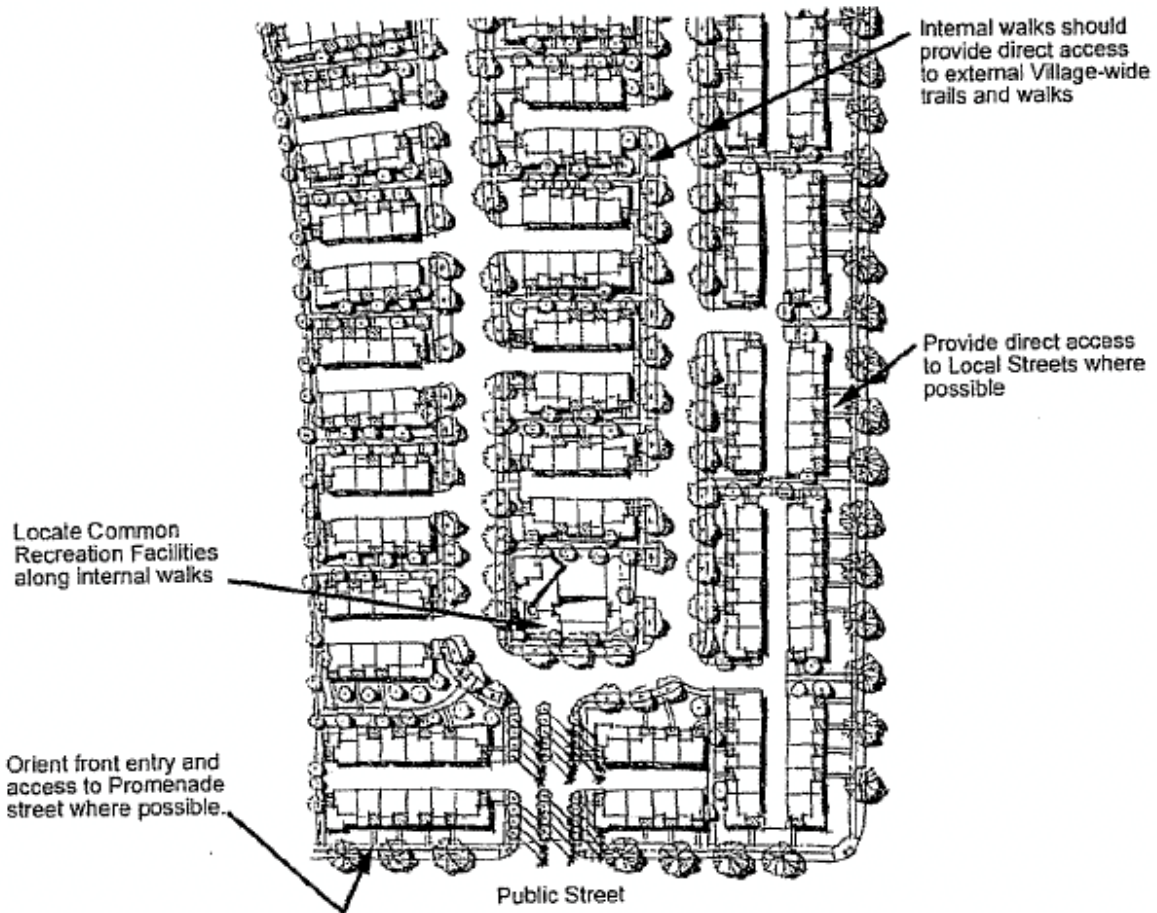 Internal walks should
provide direct access
to external Village-wide
trails and walks
Provide direct access
to Local Streets where
possible
Locate Common
Recreation Facilities
along internal walks
Orient front entry and
access to Promenade
street where possible.
Public Street